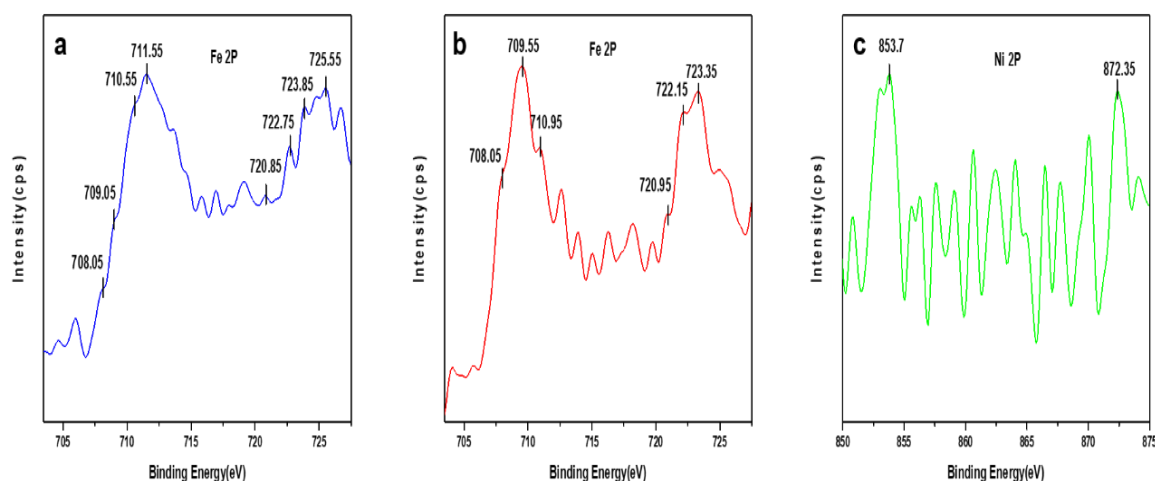 a
Fe 2P
708.05
709.05
710.55
711.55
720.85
722.75
723.85
725.55
Intensity(cps)
705
710
715
720
725
Binding Energy(eV)
b
Fe 2P
708.05
709.55
710.95
720.95
722.15
723.35
Intensity(cps)
705
710
715
720
725
Binding Energy(eV)
c
Ni 2P
853.7
872.35
Intensity(cps)
850
855
860
865
870
875
Binding Energy(eV)